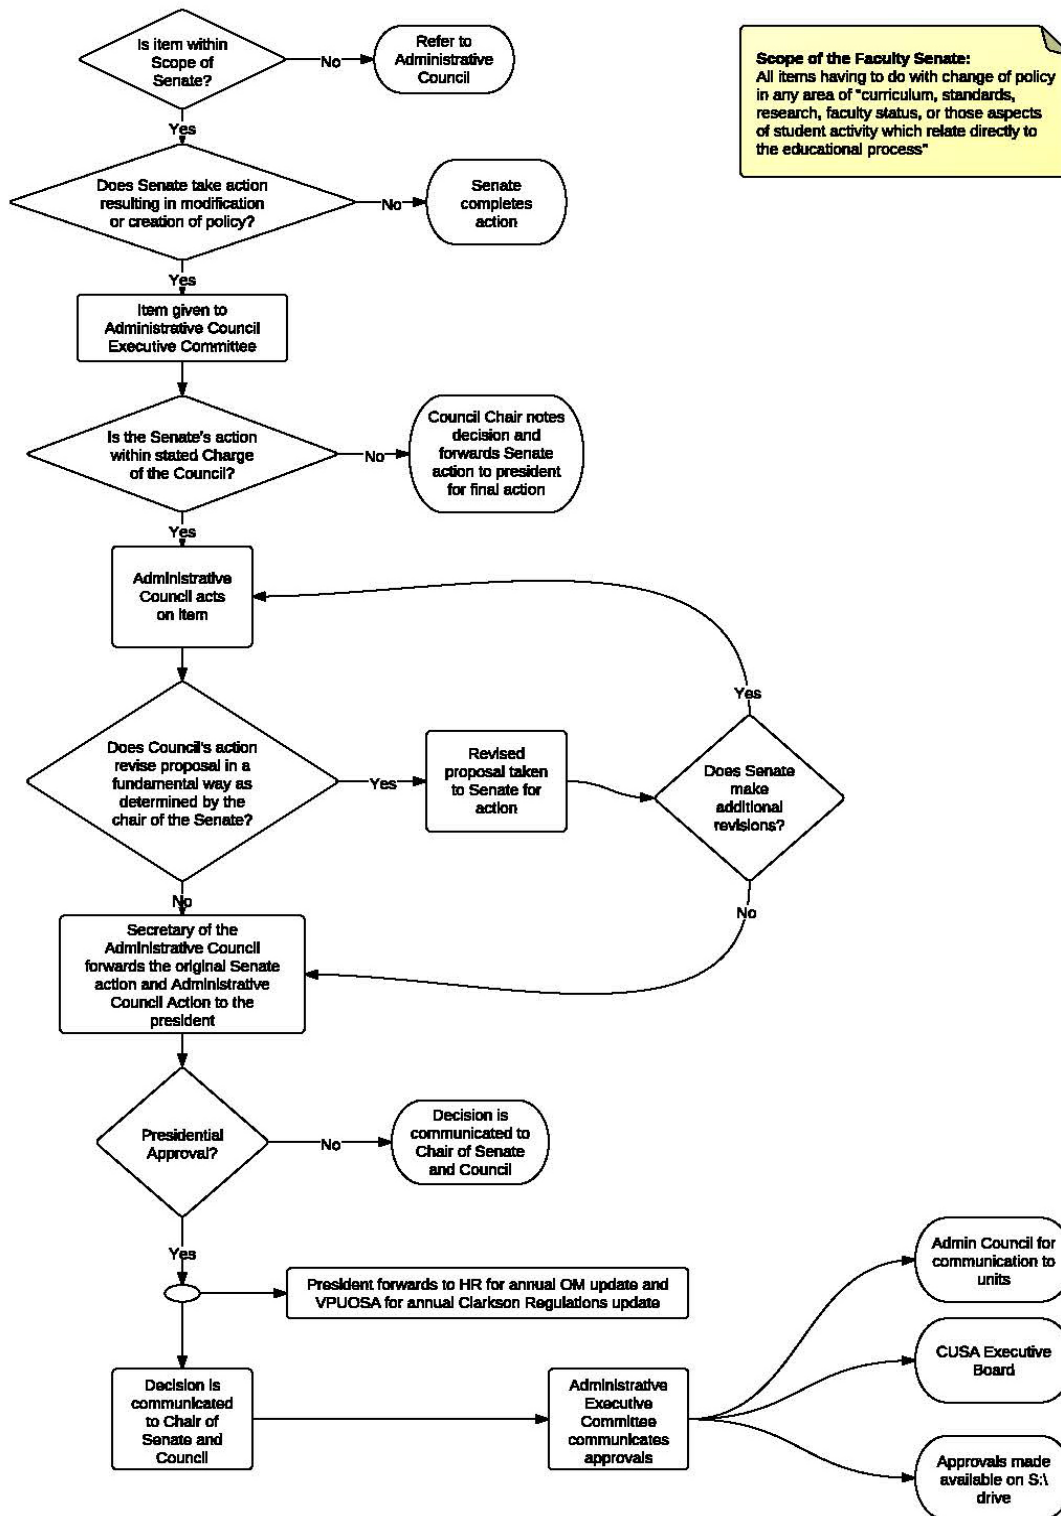 Is item within
Scope of
Senate?
No
Refer to
Administrative
Council
Scope of the Faculty Senate:
All items having to do with change of policy
in any area of "curriculum, standards,
research, faculty status, or those aspects
of student activity which relate directly to
the educational process"
Yes
Does Senate take action
resulting in modification
or creation of policy?
No
Senate
completes
action
Yes
Item given to
Administrative Council
Executive Committee
Is the Senate's action
within stated Charge
of the Council?
No
Council Chair notes
decision and
forwards Senate
action to president
for final action
Yes
Administrative
Council acts
on item
Does Council's action
revise proposal in a
fundamental way as
determined by the
chair of the Senate?
Yes
Revised
proposal taken
to Senate for
action
Does Senate
make
additional
revisions?
Yes
No
No
Secretary of the
Administrative Council
forwards the original Senate
action and Administrative
Council Action to the
president
Presidential
Approval?
No
Decision is
communicated to
Chair of Senate
and Council
Yes
President forwards to HR for annual OM update and
VPUOSA for annual Clarkson Regulations update
Decision is
communicated
to Chair of
Senate and
Council
Administrative
Executive
Committee
communicates
approvals
Admin Council for
communication to
units
CUSA Executive
Board
Approvals made
available on S:\
drive